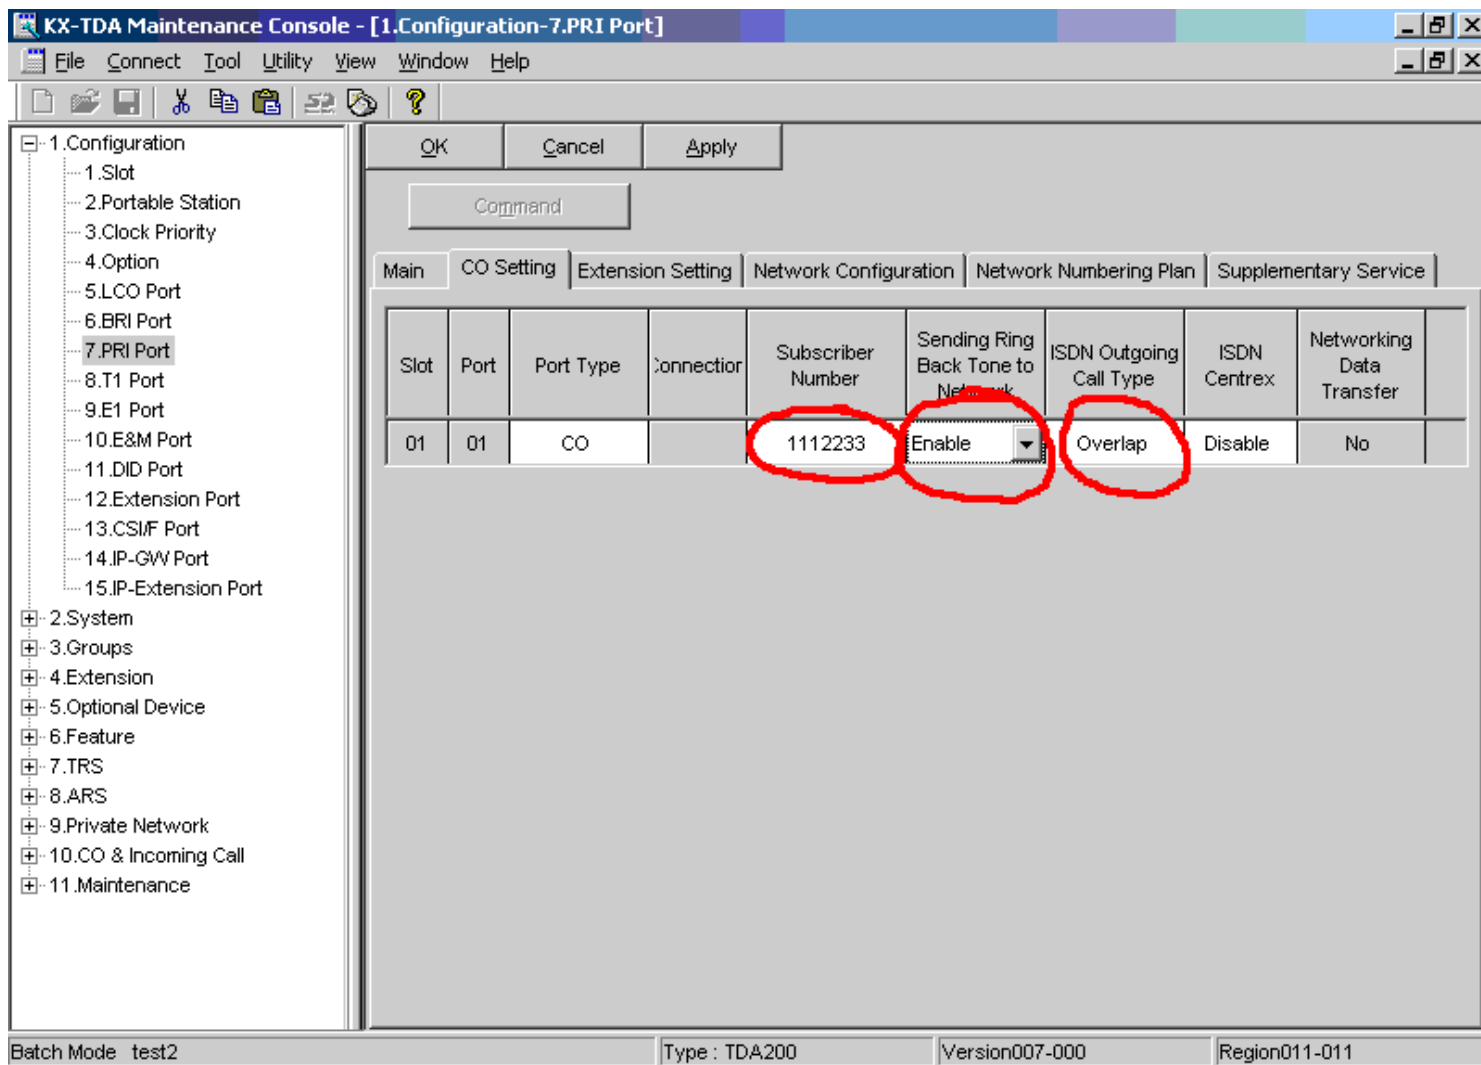 KX-TDA Maintenance Console - [1.Configuration-7.PRI Port]
File Connect Tool Utility View Window Help
1.Configuration
1.Slot
2.Portable Station
3.Clock Priority
4.Option
5.LCO Port
6.BRI Port
7.PRI Port
8.T1 Port
9.E1 Port
10.E&M Port
11.DID Port
12.Extension Port
13.CSI/F Port
14.IP-GW Port
15.IP-Extension Port
2.System
3.Groups
4.Extension
5.Optional Device
6.Feature
7.TRS
8.ARS
9.Private Network
10.CO & Incoming Call
11.Maintenance
OK Cancel Apply
Command
Main CO Setting Extension Setting Network Configuration Network Numbering Plan Supplementary Service
Slot Port Port Type Connection Subscriber Number Sending Ring Back Tone to Network ISDN Outgoing Call Type ISDN Centrex Networking Data Transfer
01 01 CO 1112233 Enable Overlap Disable No
Batch Mode test2 Type : TDA200 Version007-000 Region011-011